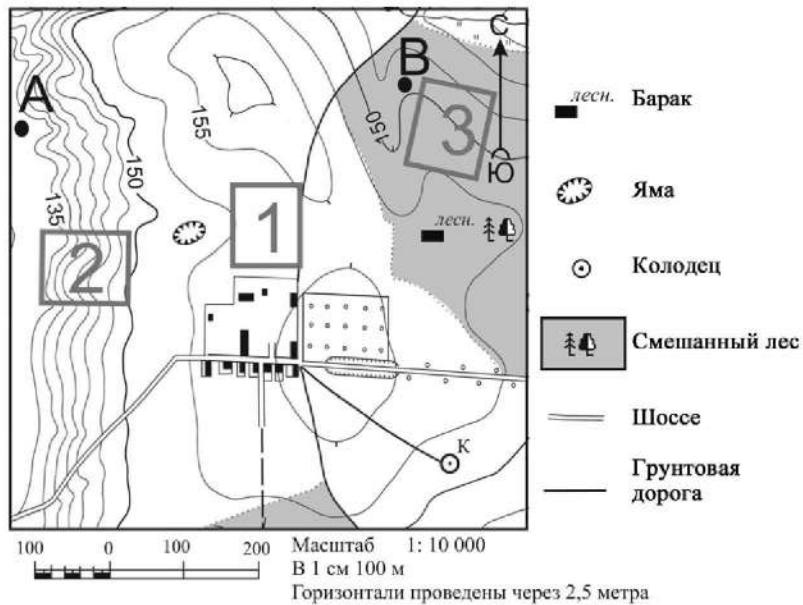 С
В
А
3
150
155
Ю
1
150
135
лесн.
2
К
лесн. Барак
Яма
Колодец
Смешанный лес
Шоссе
Грунтовая
дорога
100 0 100 200
Масштаб 1: 10 000
В 1 см 100 м
Горизонтали проведены через 2,5 метра